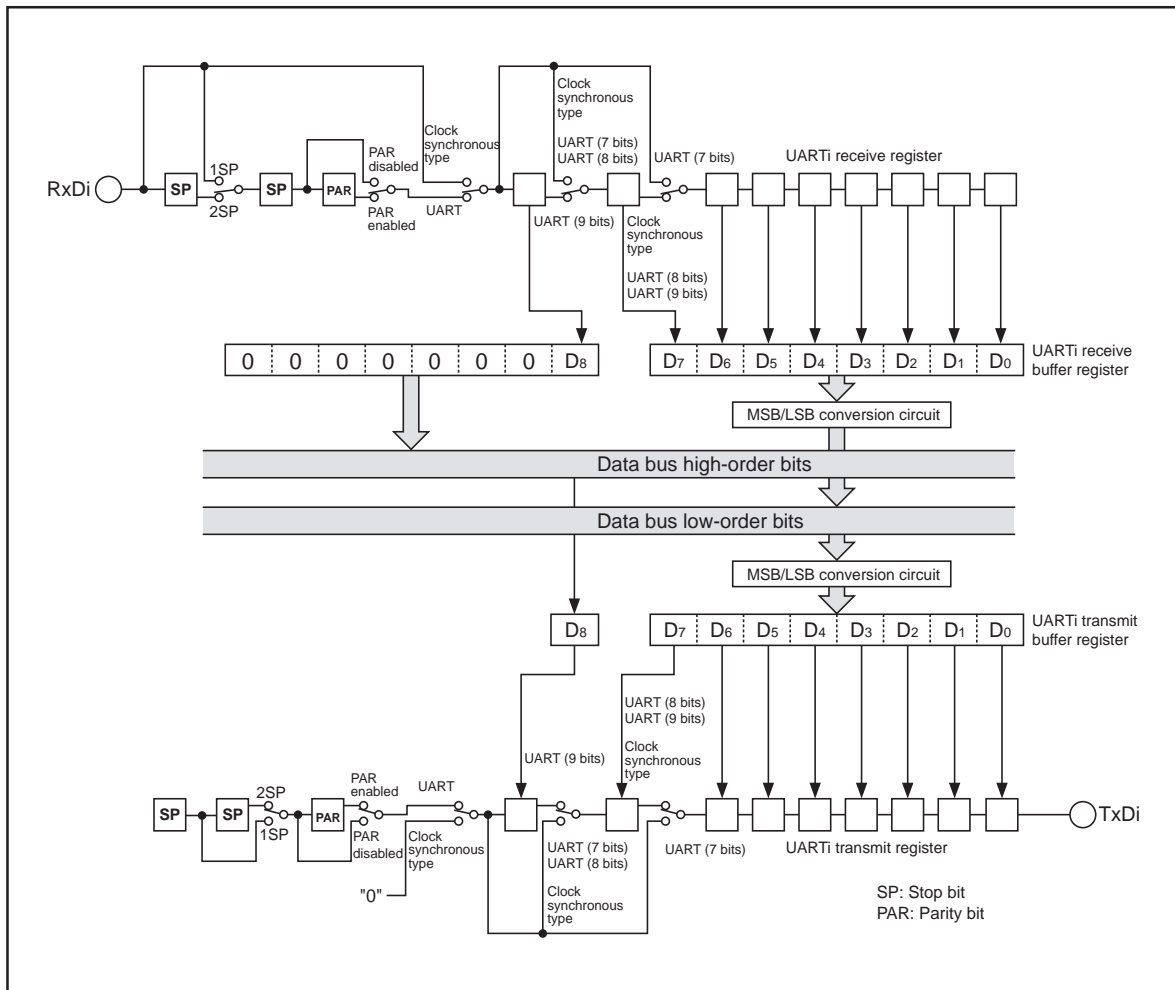 Clock
synchronous
type
UART (7 bits)
UART (8 bits)
UART (7 bits)
UARTi receive register
Clock
synchronous
type
PAR
disabled
1SP
RxDi
SP
SP
PAR
2SP
PAR
enabled
UART
UART (9 bits)
Clock
synchronous
type
UART (8 bits)
UART (9 bits)
0 0 0 0 0 0 0 D8
D7 D6 D5 D4 D3 D2 D1 D0
UARTi receive
buffer register
MSB/LSB conversion circuit
Data bus high-order bits
Data bus low-order bits
MSB/LSB conversion circuit
D8
D7 D6 D5 D4 D3 D2 D1 D0
UARTi transmit
buffer register
UART (8 bits)
UART (9 bits)
Clock
synchronous
type
UART (9 bits)
PAR
enabled
UART
2SP
SP
SP
PAR
TxDi
1SP
PAR
disabled
Clock
synchronous
type
"0"
UART (7 bits)
UART (8 bits)
Clock
synchronous
type
UART (7 bits)
UARTi transmit register
SP: Stop bit
PAR: Parity bit